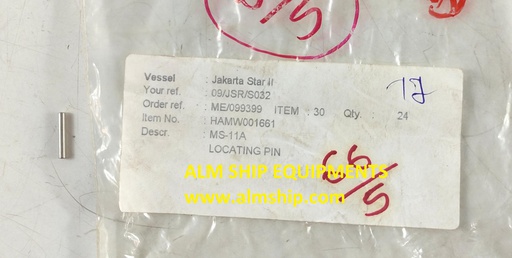 Vessel : Jakarta Star II
Your ref. : 09/JSR/S032
Order ref. : ME/099399 ITEM : 30 Qty. : 24
Item No. : HAMW001661
Descr. : MS-11A
LOCATING PIN
ALM SHIP EQUIPMENTS
www.almship.com